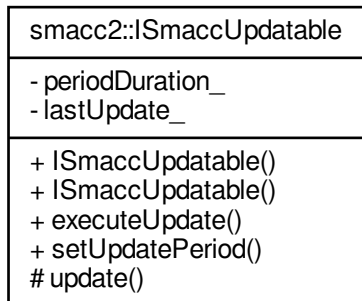 smacc2::ISmaccUpdatable
- periodDuration_
- lastUpdate_
+ ISmaccUpdatable()
+ ISmaccUpdatable()
+ executeUpdate()
+ setUpdatePeriod()
# update()